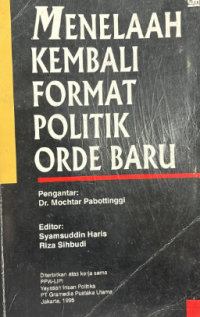 MENELAAH
KEMBALI
FORMAT
POLITIK
ORDE BARU
Pengantar:
Dr. Mochtar Pabottinggi
Editor:
Syamsuddin Haris
Riza Sihbudi
Diterbitkan atas kerja sama
PPW-LIPI
Yayasan Insan Politika
PT Gramedia Pustaka Utama
Jakarta, 1995